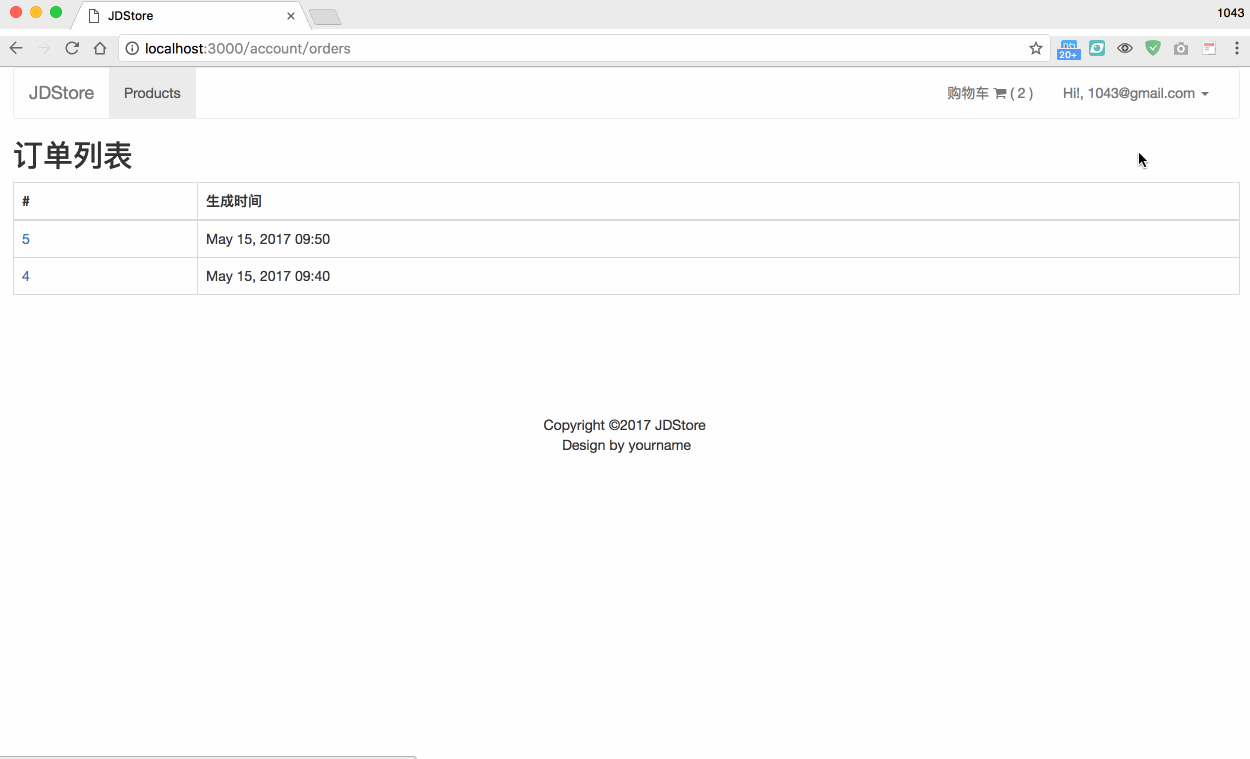 JDStore
1043
localhost:3000/account/orders
20+
JDStore
Products
购物车 ( 2 )
Hi!, 1043@gmail.com
订单列表
# 生成时间
5 May 15, 2017 09:50
4 May 15, 2017 09:40
Copyright ©2017 JDStore
Design by yourname